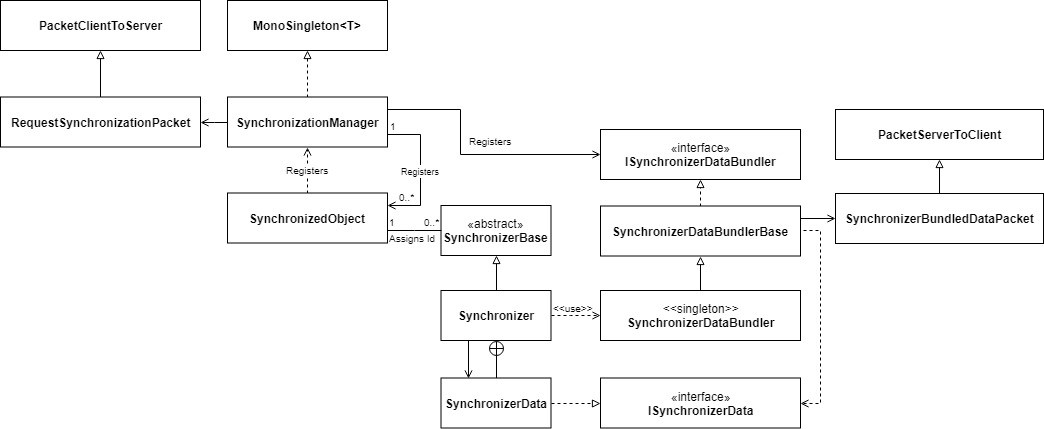 PacketClientToServer
MonoSingleton<T>
RequestSynchronizationPacket
SynchronizationManager
1
Registers
Registers
Registers
0..*
«interface»
ISynchronizerDataBundler
PacketServerToClient
SynchronizedObject
1
0..*
Assigns Id
«abstract»
SynchronizerBase
SynchronizerDataBundlerBase
SynchronizerBundledDataPacket
Synchronizer
<<use>>
<<singleton>>
SynchronizerDataBundler
SynchronizerData
«interface»
ISynchronizerData